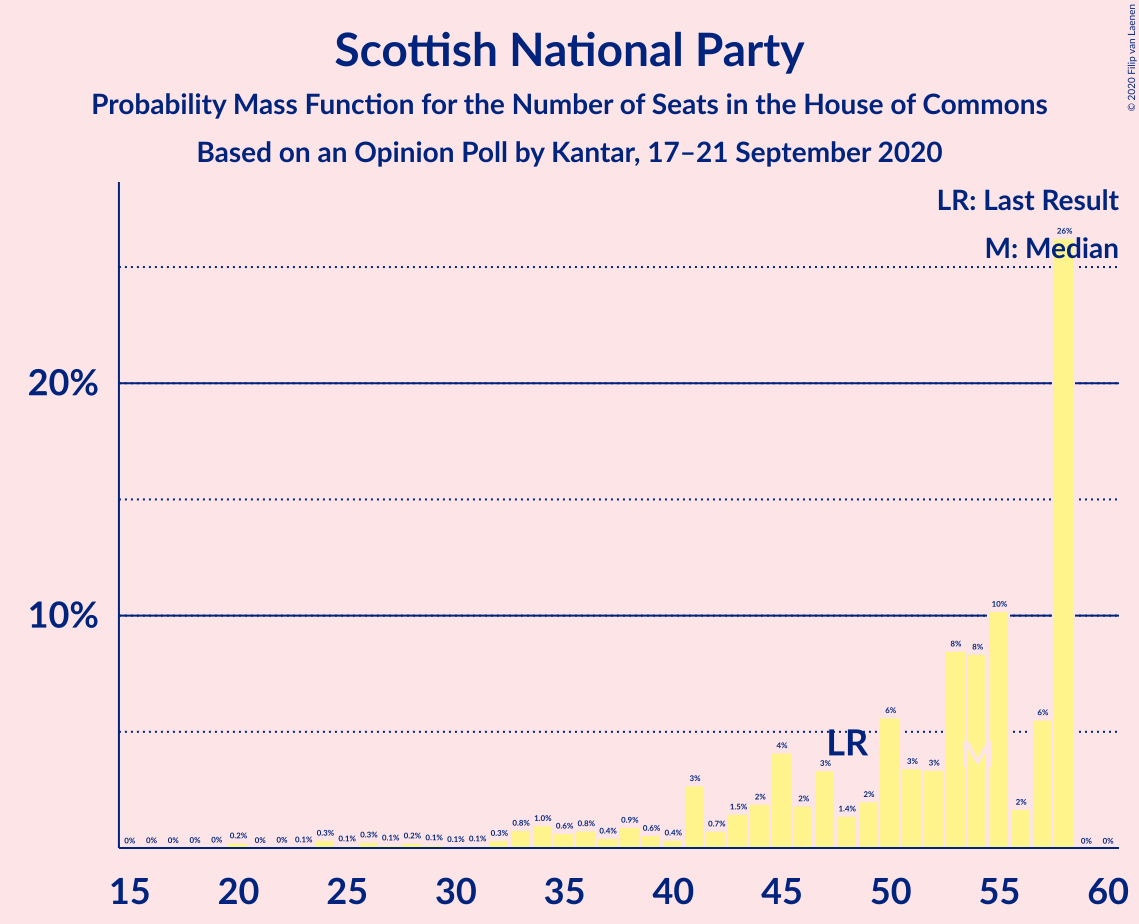 Scottish National Party
Probability Mass Function for the Number of Seats in the House of Commons
Based on an Opinion Poll by Kantar, 17–21 September 2020
© 2020 Filip van Laenen
LR: Last Result
M: Median
20%
10%
0% 0% 0% 0% 0% 0.2% 0% 0% 0.1% 0.3% 0.1% 0.3% 0.1% 0.2% 0.1% 0.1% 0.1% 0.3% 0.8% 1.0% 0.6% 0.8% 0.4% 0.9% 0.6% 0.4% 3% 0.7% 1.5% 2% 4% 2% 3% 1.4% 2% 6% 3% 3% 8% 8% 10% 2% 6% 26% 0% 0%
LR
M
15 20 25 30 35 40 45 50 55 60